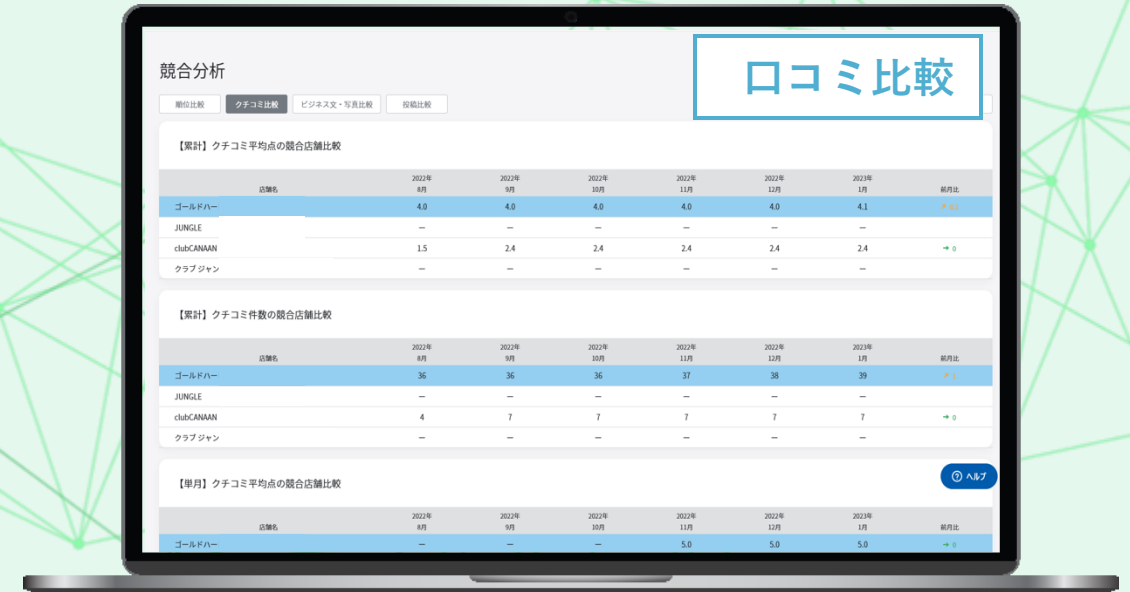 口コミ比較
競合分析
順位比較 クチコミ比較 ビジネス文・写真比較 投稿比較
【累計】クチコミ平均点の競合店舗比較
店舗名 2022年8月 2022年9月 2022年10月 2022年11月 2022年12月 2023年1月 前月比
ゴールドハー 4.0 4.0 4.0 4.0 4.0 4.1 0.1
JUNGLE — — — — — —
clubCANAAN 1.5 2.4 2.4 2.4 2.4 2.4 ➔ 0
クラブ ジャン — — — — — —
【累計】クチコミ件数の競合店舗比較
店舗名 2022年8月 2022年9月 2022年10月 2022年11月 2022年12月 2023年1月 前月比
ゴールドハー 36 36 36 37 38 39 1
JUNGLE — — — — — —
clubCANAAN 4 7 7 7 7 7 ➔ 0
クラブ ジャン — — — — — —
【単月】クチコミ平均点の競合店舗比較
ヘルプ
店舗名 2022年8月 2022年9月 2022年10月 2022年11月 2022年12月 2023年1月 前月比
ゴールドハー — — — 5.0 5.0 5.0 ➔ 0